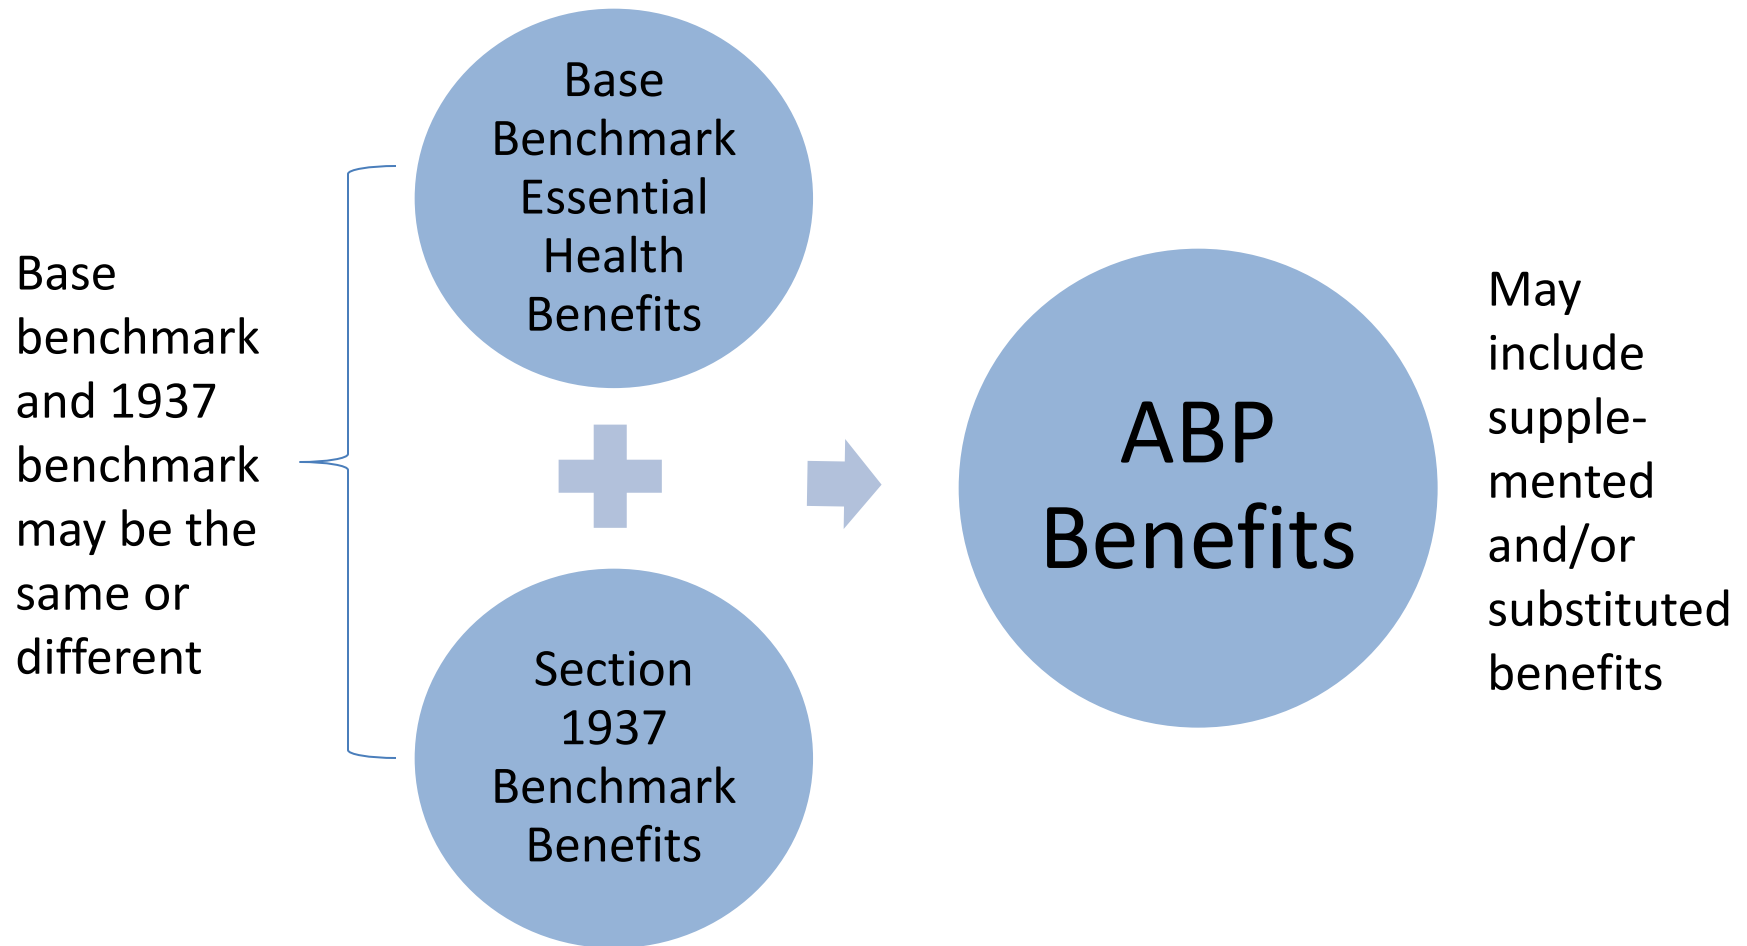 Base
benchmark
and 1937
benchmark
may be the
same or
different
Base
Benchmark
Essential
Health
Benefits
Section
1937
Benchmark
Benefits
ABP
Benefits
May
include
supple-
mented
and/or
substituted
benefits